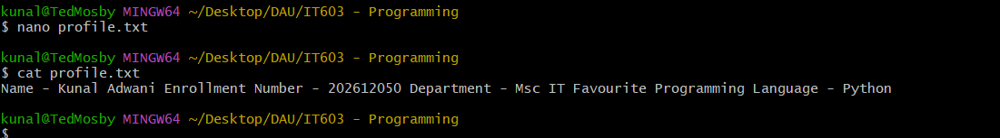 kunal@TedMosby MINGW64 ~/Desktop/DAU/IT603 - Programming
$ nano profile.txt
kunal@TedMosby MINGW64 ~/Desktop/DAU/IT603 - Programming
$ cat profile.txt
Name - Kunal Adwani Enrollment Number - 202612050 Department - Msc IT Favourite Programming Language - Python
kunal@TedMosby MINGW64 ~/Desktop/DAU/IT603 - Programming
$